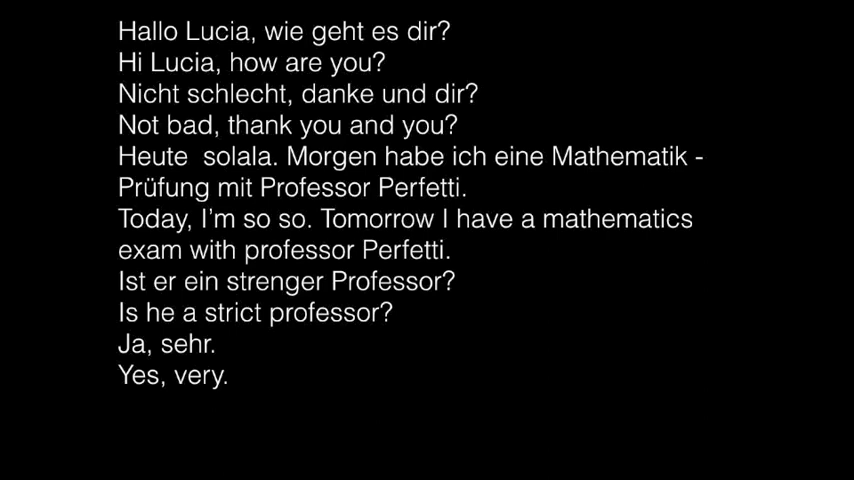 Hallo Lucia, wie geht es dir?
Hi Lucia, how are you?
Nicht schlecht, danke und dir?
Not bad, thank you and you?
Heute  solala. Morgen habe ich eine Mathematik -
Prüfung mit Professor Perfetti.
Today, I'm so so. Tomorrow I have a mathematics
exam with professor Perfetti.
Ist er ein strenger Professor?
Is he a strict professor?
Ja, sehr.
Yes, very.